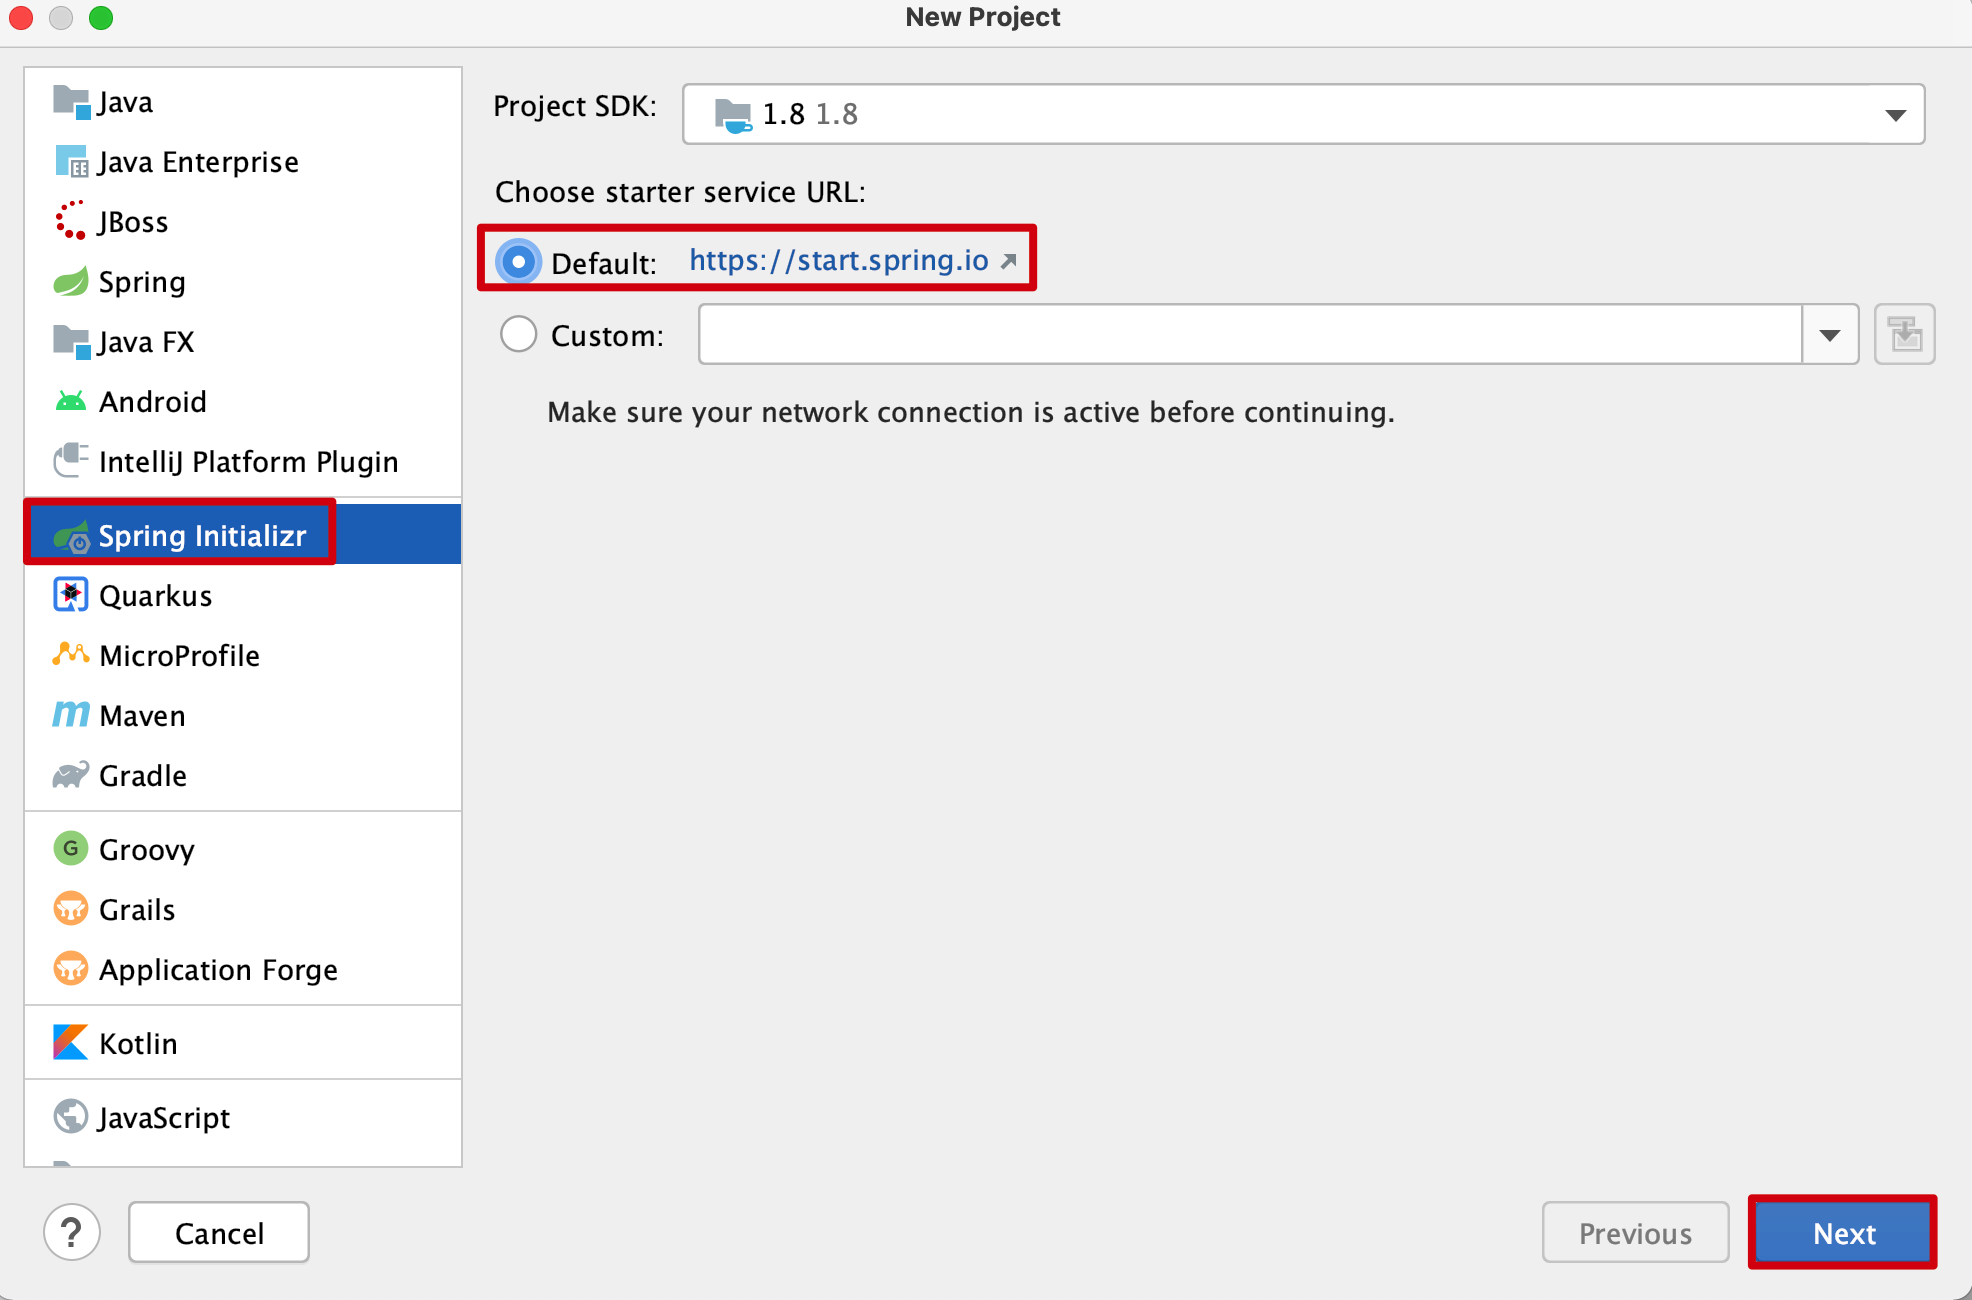 New Project
Java
Java Enterprise
JBoss
Spring
Java FX
Android
IntelliJ Platform Plugin
Spring Initializr
Quarkus
MicroProfile
Maven
Gradle
G Groovy
Grails
Application Forge
Kotlin
JavaScript
Project SDK: 1.8 1.8
Choose starter service URL:
Default: https://start.spring.io
Custom:
Make sure your network connection is active before continuing.
? Cancel Previous Next